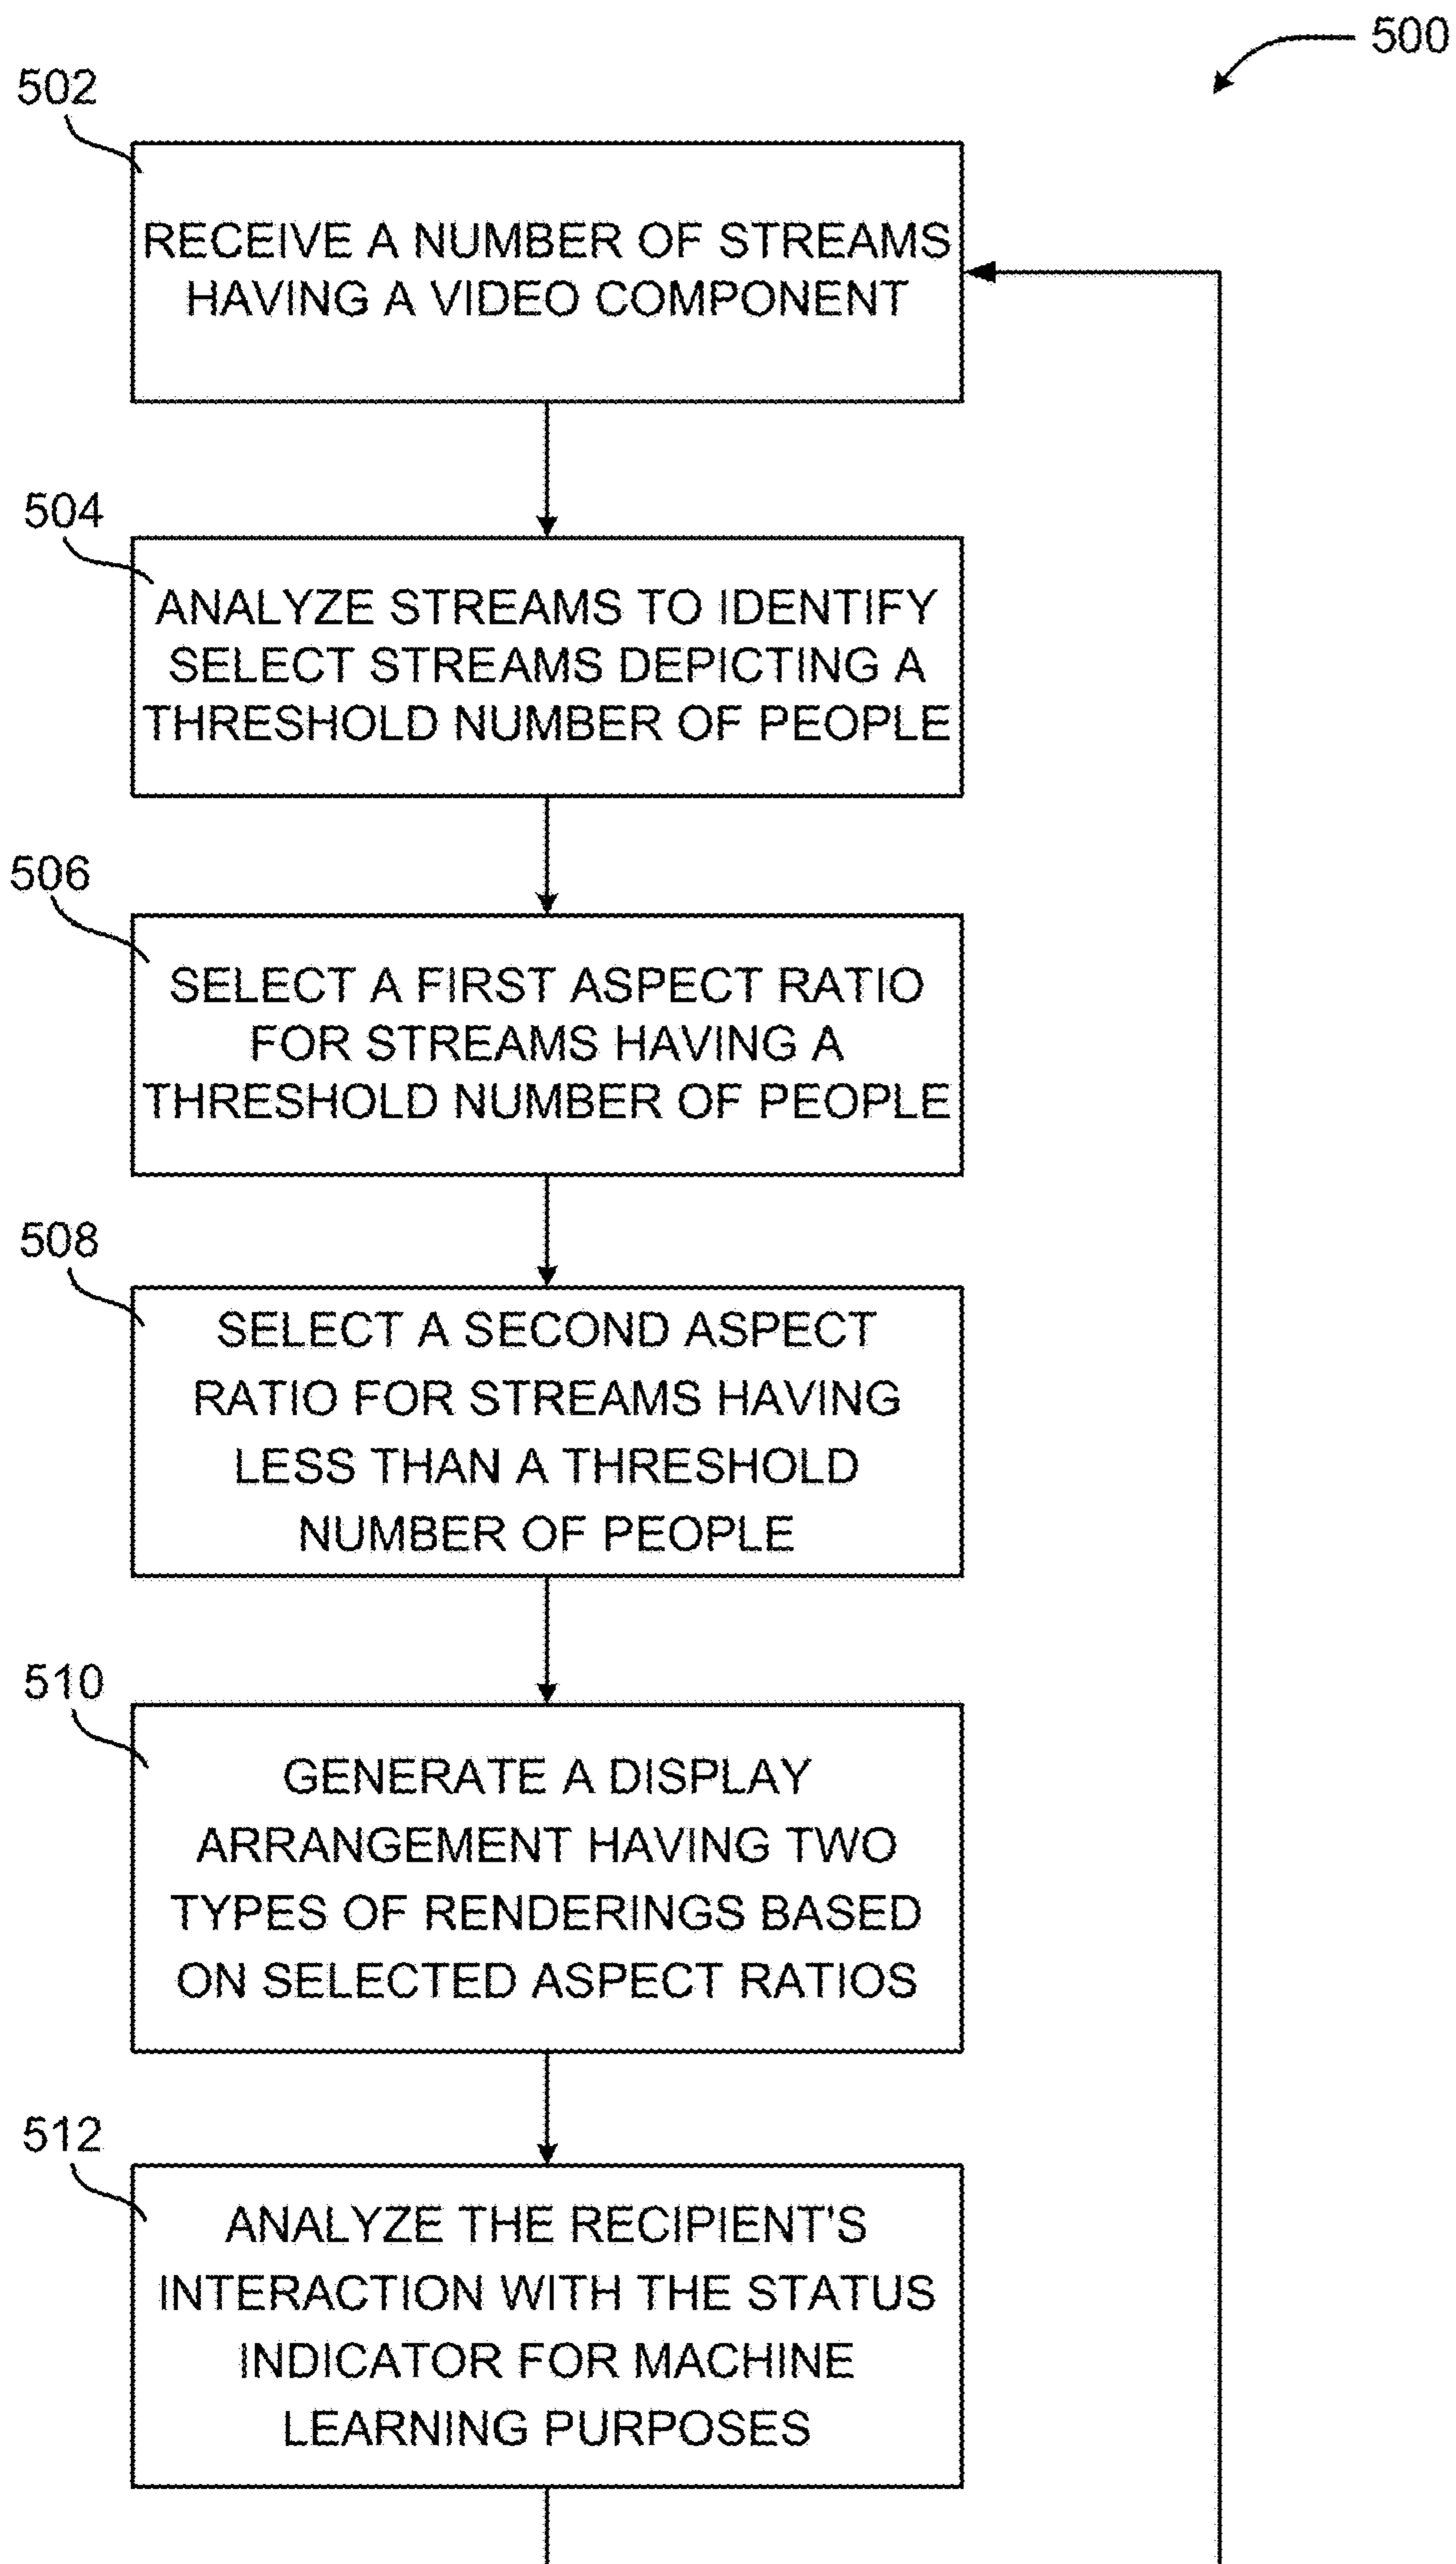 500
502
RECEIVE A NUMBER OF STREAMS
HAVING A VIDEO COMPONENT
504
ANALYZE STREAMS TO IDENTIFY
SELECT STREAMS DEPICTING A
THRESHOLD NUMBER OF PEOPLE
506
SELECT A FIRST ASPECT RATIO
FOR STREAMS HAVING A
THRESHOLD NUMBER OF PEOPLE
508
SELECT A SECOND ASPECT
RATIO FOR STREAMS HAVING
LESS THAN A THRESHOLD
NUMBER OF PEOPLE
510
GENERATE A DISPLAY
ARRANGEMENT HAVING TWO
TYPES OF RENDERINGS BASED
ON SELECTED ASPECT RATIOS
512
ANALYZE THE RECIPIENT'S
INTERACTION WITH THE STATUS
INDICATOR FOR MACHINE
LEARNING PURPOSES